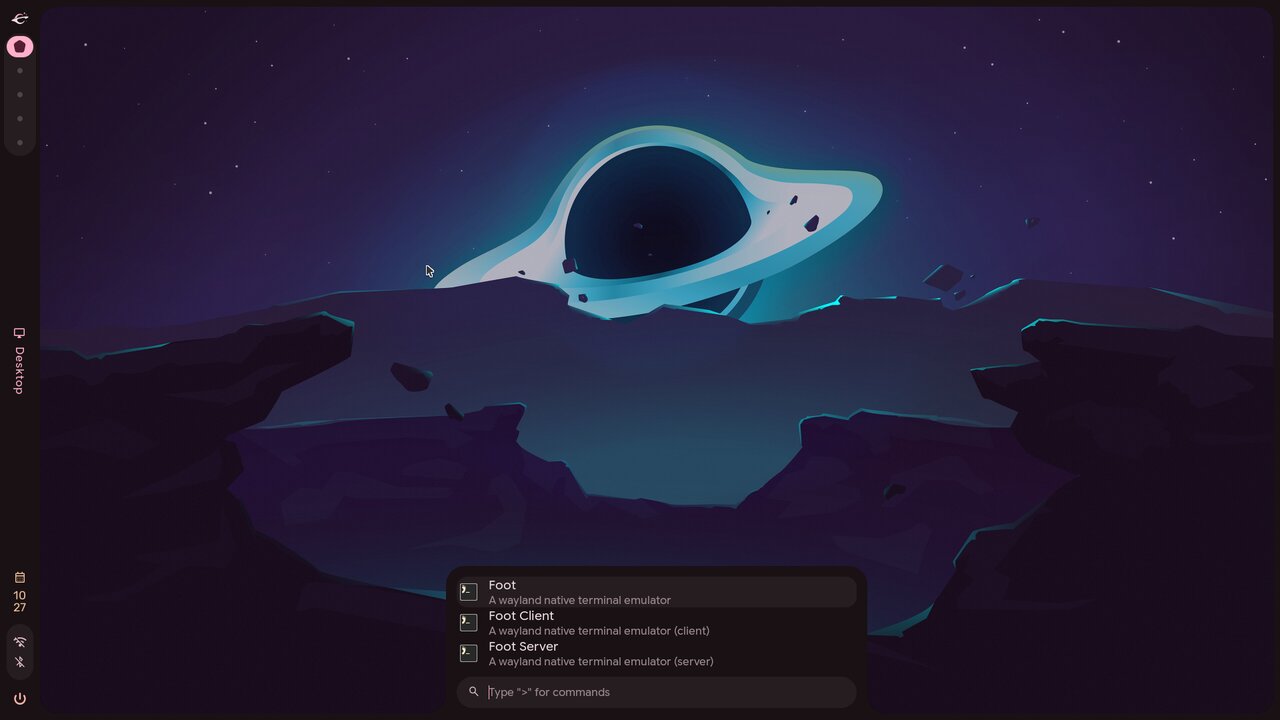 Desktop
10
27
Foot
A wayland native terminal emulator
Foot Client
A wayland native terminal emulator (client)
Foot Server
A wayland native terminal emulator (server)
Type ">" for commands